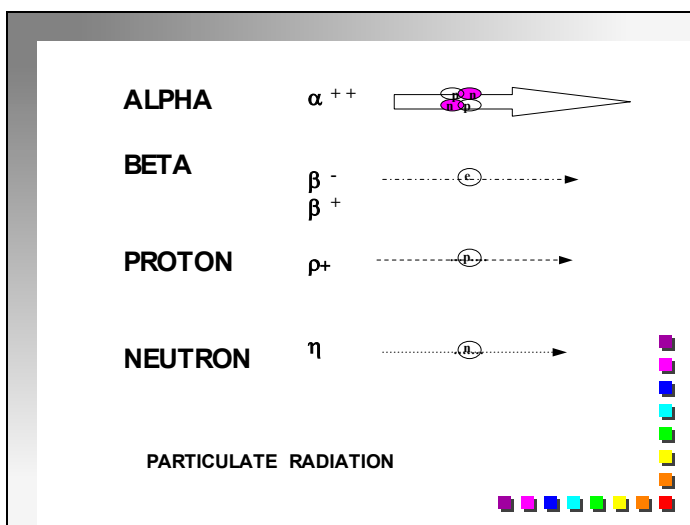 ALPHA α ++ p n n p
BETA β - e
β +
PROTON ρ+ p
NEUTRON η n
PARTICULATE RADIATION